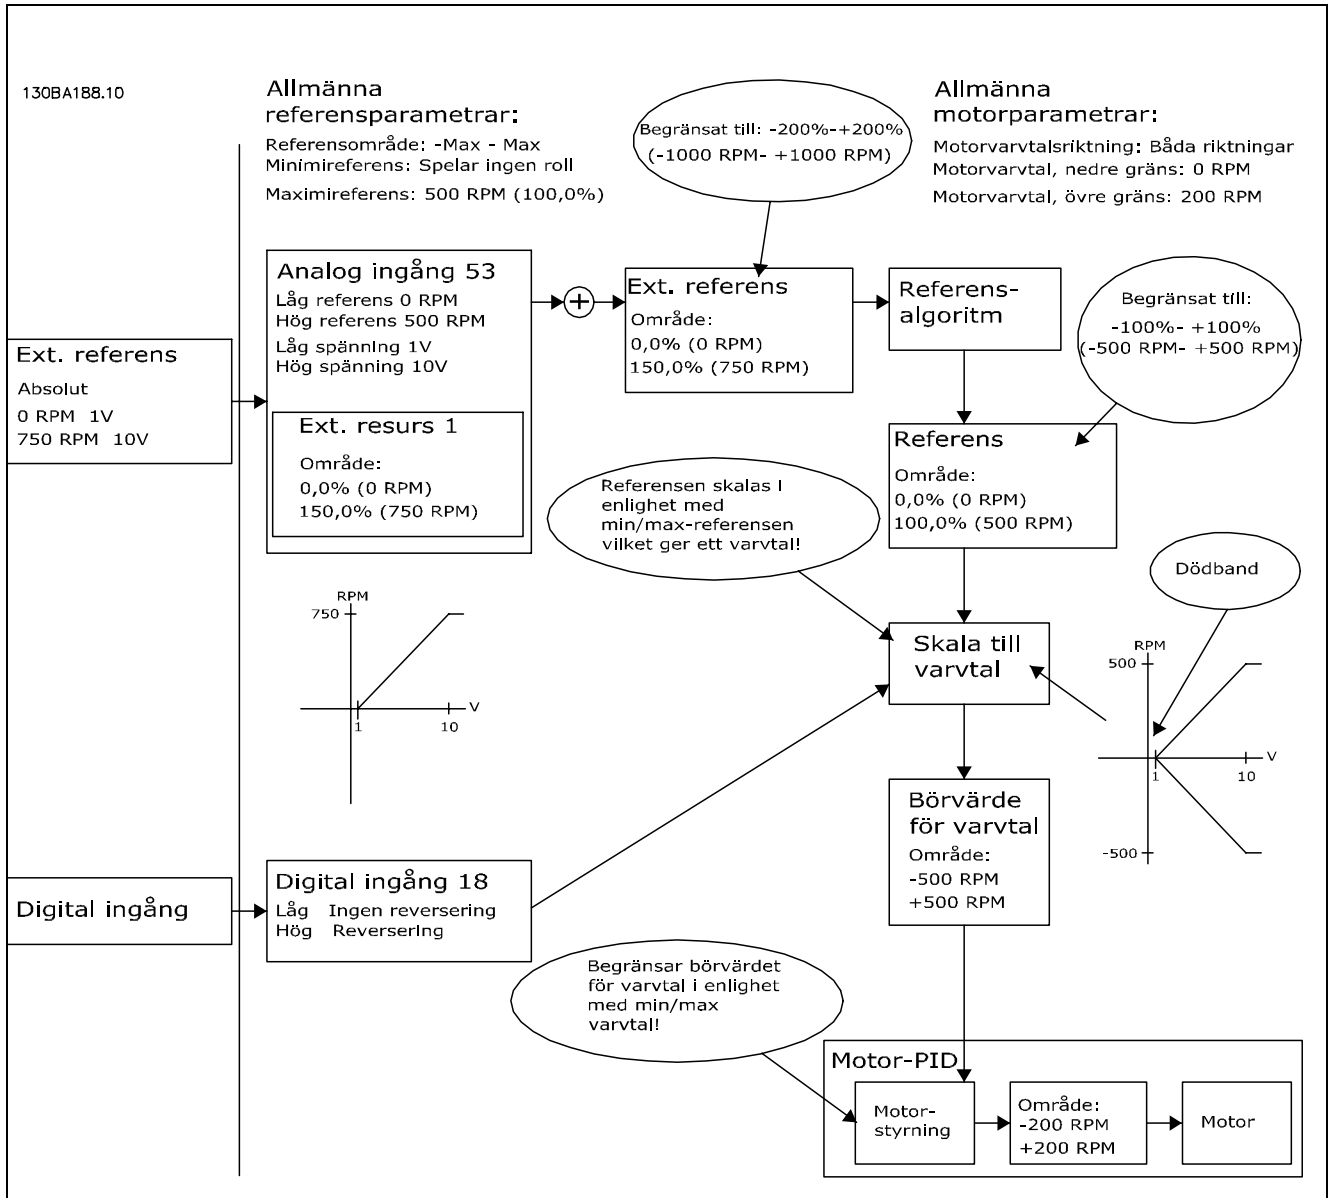 130BA188.10
Allmänna
referensparametrar:
Referensområde: -Max - Max
Minimireferens: Spelar ingen roll
Maximireferens: 500 RPM (100,0%)
Begränsat till: -200%-+200%
(-1000 RPM- +1000 RPM)
Allmänna
motorparametrar:
Motorvarvtalsriktning: Båda riktningar
Motorvarvtal, nedre gräns: 0 RPM
Motorvarvtal, övre gräns: 200 RPM
Ext. referens
Absolut
0 RPM 1V
750 RPM 10V
Analog ingång 53
Låg referens 0 RPM
Hög referens 500 RPM
Låg spänning 1V
Hög spänning 10V
Ext. resurs 1
Område:
0,0% (0 RPM)
150,0% (750 RPM)
+
Ext. referens
Område:
0,0% (0 RPM)
150,0% (750 RPM)
Referens-
algoritm
Begränsat till:
-100%- +100%
(-500 RPM- +500 RPM)
Referens
Område:
0,0% (0 RPM)
100,0% (500 RPM)
Referensen skalas i
enlighet med
min/max-referensen
vilket ger ett varvtal!
Dödband
RPM
750
V
1
10
Skala till
varvtal
RPM
500
V
1
10
-500
Börvärde
för varvtal
Område:
-500 RPM
+500 RPM
Digital ingång
Digital ingång 18
Låg Ingen reversering
Hög Reversering
Begränsar börvärdet
för varvtal i enlighet
med min/max
varvtal!
Motor-PID
Motor-
styrning
Område:
-200 RPM
+200 RPM
Motor